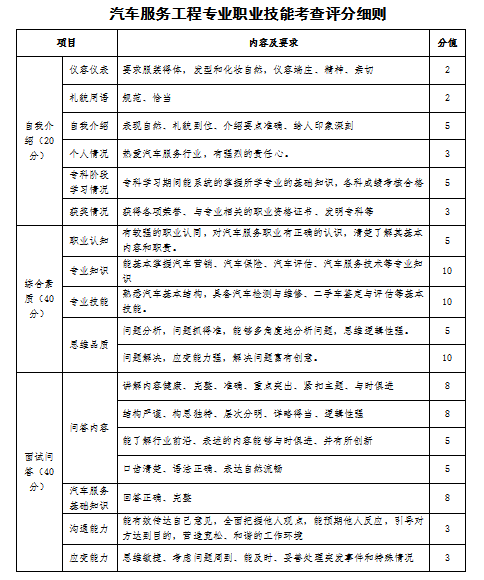 汽车服务工程专业职业技能考查评分细则
项目 内容及要求 分值
自我介绍（20分）
仪容仪表 要求服装得体，发型和化妆自然，仪容端庄、精神、亲切 2
礼貌用语 规范、恰当 2
自我介绍 表现自然、礼貌到位、介绍要点准确、给人印象深刻 5
个人情况 热爱汽车服务行业，有强烈的责任心。 3
专科阶段
学习情况 专科学习期间能系统的掌握所学专业的基础知识，各科成绩考核合格 5
获奖情况 获得各项荣誉、与专业相关的职业资格证书、发明专科等 3
综合素质（40分）
职业认知 有较强的职业认同，对汽车服务职业有正确的认识，清楚了解其基本
内容和职责。 5
专业知识 能基本掌握汽车营销、汽车保险、汽车评估、汽车服务技术等专业知
识 10
专业技能 熟悉汽车基本结构，具备汽车检测与维修、二手车鉴定与评估等基本
技能。 10
思维品质 问题分析，问题抓得准，能够多角度地分析问题，思维逻辑性强。 5
问题解决，应变能力强，解决问题富有创意。 10
面试问答（40分）
问答内容 讲解内容健康、完整、准确、重点突出、紧扣主题、与时俱进 8
结构严谨、构思独特、层次分明、详略得当、逻辑性强 8
能了解行业前沿、表述的内容能够与时俱进、并有所创新 5
口齿清楚、语法正确、表达自然流畅 5
汽车服务
基础知识 回答正确、完整 8
沟通能力 能有效传达自己意见，全面把握他人观点，能预期他人反应，引导对
方达到目的，营造宽松、和谐的工作环境 3
应变能力 思维敏捷、考虑问题周到、能及时、妥善处理突发事件和特殊情况 3